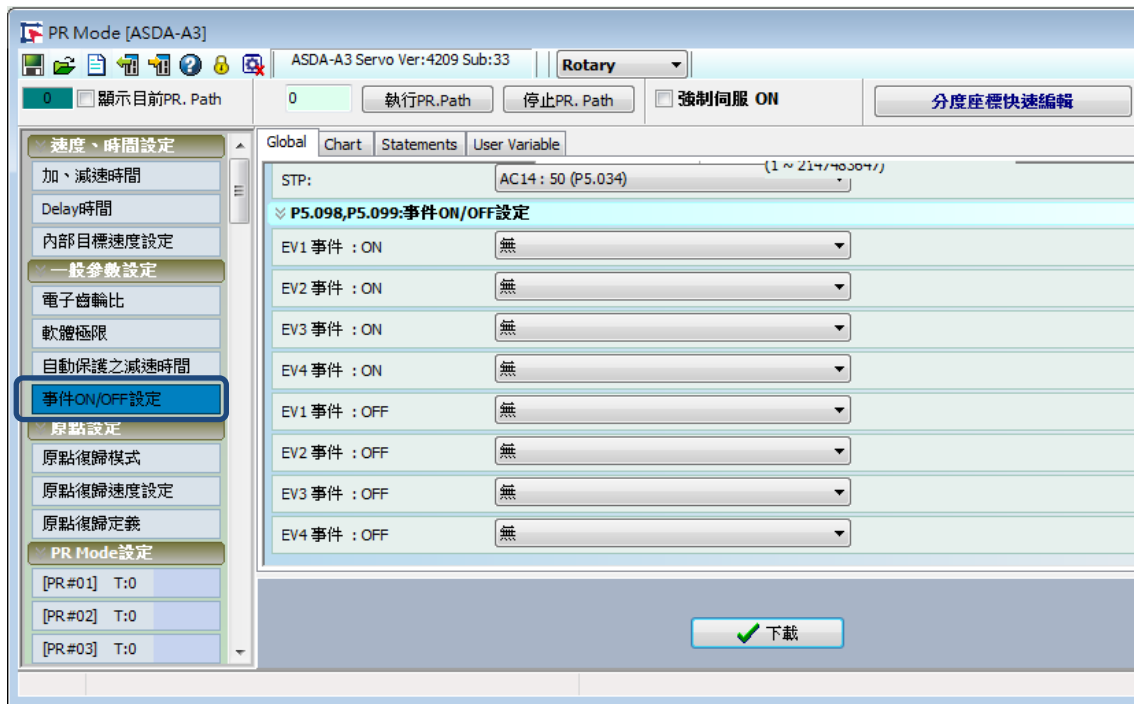 PR Mode [ASDA-A3]
ASDA-A3 Servo Ver:4209 Sub:33 Rotary
0 顯示目前PR. Path 0 執行PR.Path 停止PR. Path 強制伺服 ON 分度座標快速編輯
速度、時間設定
加、減速時間
Delay時間
內部目標速度設定
一般參數設定
電子齒輪比
軟體極限
自動保護之減速時間
事件ON/OFF設定
原點設定
原點復歸模式
原點復歸速度設定
原點復歸定義
PR Mode設定
[PR#01] T:0
[PR#02] T:0
[PR#03] T:0
Global Chart Statements User Variable
(1 ~ 2147483647)
STP: AC14 : 50 (P5.034)
P5.098,P5.099:事件ON/OFF設定
EV1 事件 : ON 無
EV2 事件 : ON 無
EV3 事件 : ON 無
EV4 事件 : ON 無
EV1 事件 : OFF 無
EV2 事件 : OFF 無
EV3 事件 : OFF 無
EV4 事件 : OFF 無
下載